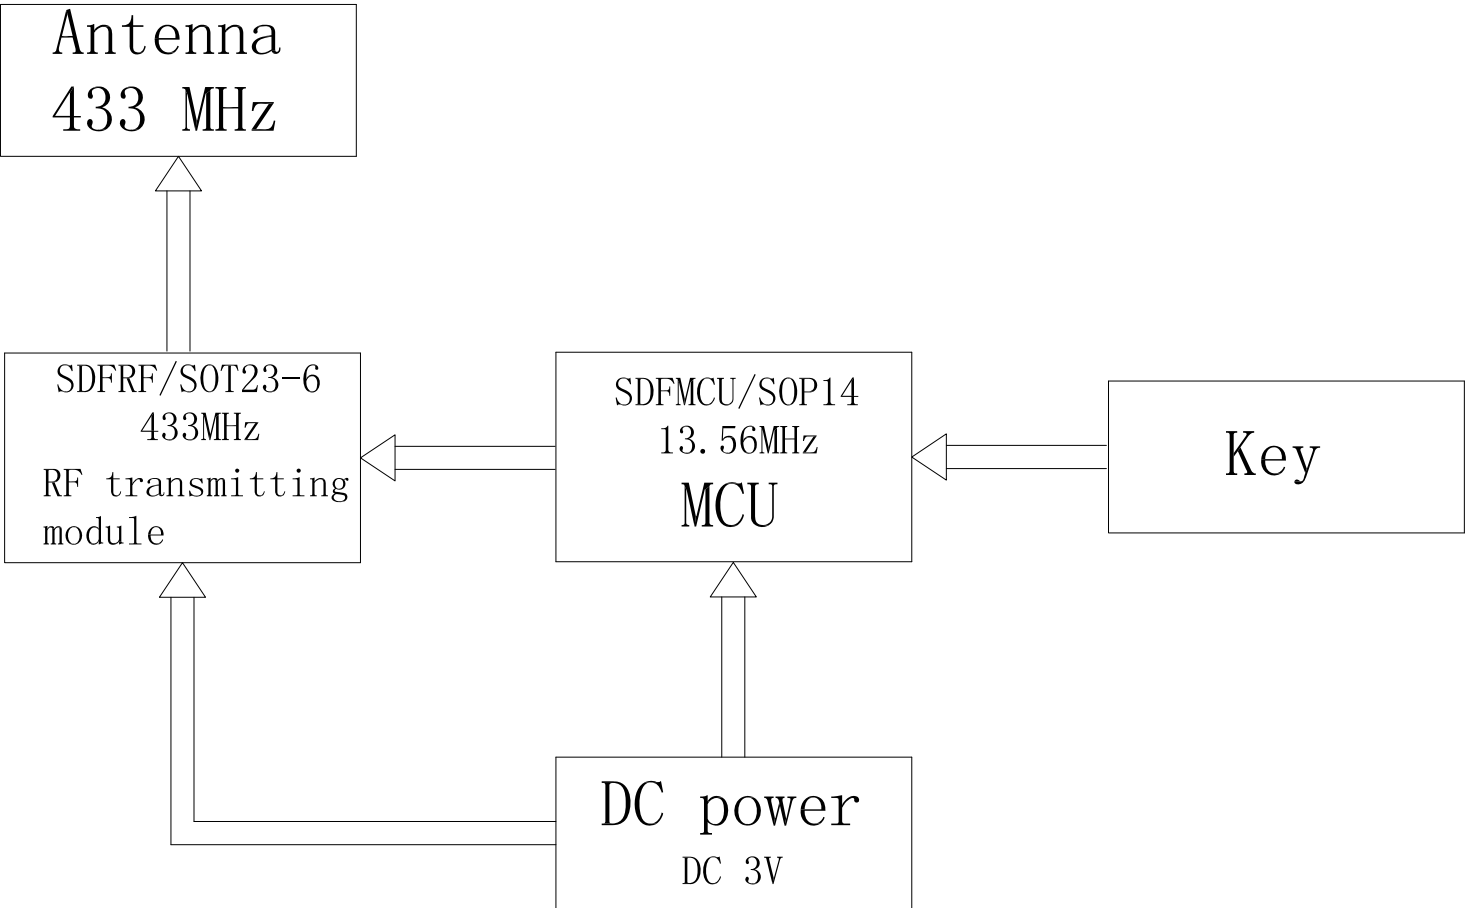 Antenna
433 MHz
SDFRF/SOT23-6
433MHz
RF transmitting
module
SDFMCU/SOP14
13.56MHz
MCU
Key
DC power
DC 3V